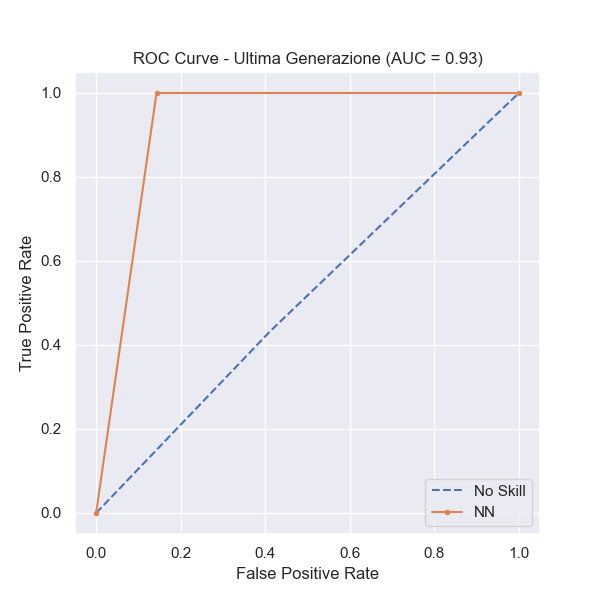 ROC Curve - Ultima Generazione (AUC = 0.93)
1.0
0.8
0.6
0.4
0.2
0.0
True Positive Rate
No Skill
NN
0.0 0.2 0.4 0.6 0.8 1.0
False Positive Rate